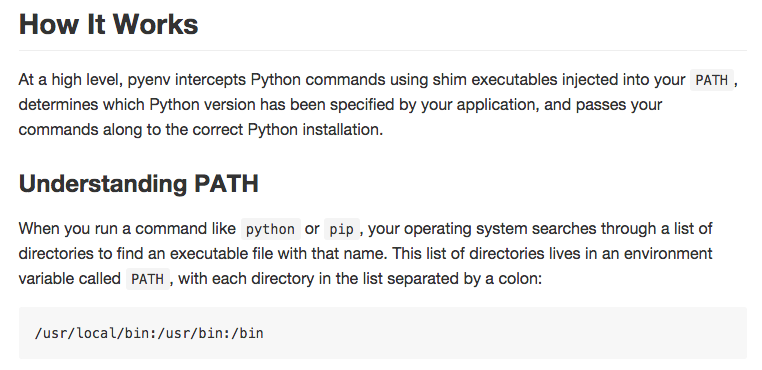 How It Works
At a high level, pyenv intercepts Python commands using shim executables injected into your PATH,
determines which Python version has been specified by your application, and passes your
commands along to the correct Python installation.
Understanding PATH
When you run a command like python or pip, your operating system searches through a list of
directories to find an executable file with that name. This list of directories lives in an environment
variable called PATH, with each directory in the list separated by a colon:
/usr/local/bin:/usr/bin:/bin